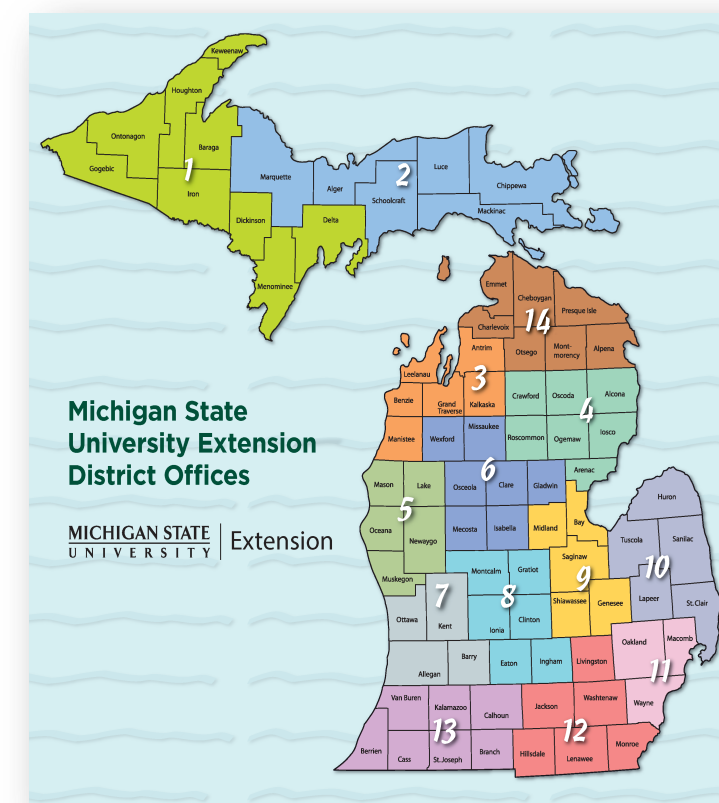 Keweenaw
Houghton
Ontonagon
Baraga
Gogebic
1
Iron
Marquette
Alger
2
Luce
Chippewa
Schoolcraft
Mackinac
Dickinson
Delta
Menominee
Emmet
Cheboygan
Presque Isle
14
Charlevoix
Antrim
Otsego
Mont-
morency
Alpena
Leelanau
3
Benzie
Grand
Traverse
Kalkaska
Crawford
Oscoda
Alcona
4
Michigan State
University Extension
District Offices
Manistee
Wexford
Missaukee
Roscommon
Ogemaw
Iosco
6
Arenac
Mason
Lake
Osceola
Clare
Gladwin
5
Huron
MICHIGAN STATE
UNIVERSITY
Extension
Oceana
Newaygo
Mecosta
Isabella
Midland
Bay
Tuscola
Sanilac
Saginaw
10
Muskegon
Montcalm
Gratiot
9
7
8
Shiawassee
Genesee
Lapeer
St.Clair
Ottawa
Kent
Ionia
Clinton
Oakland
Macomb
Allegan
Barry
Eaton
Ingham
Livingston
11
Van Buren
Kalamazoo
Calhoun
Jackson
Washtenaw
Wayne
13
12
Berrien
Cass
St.Joseph
Branch
Hillsdale
Lenawee
Monroe